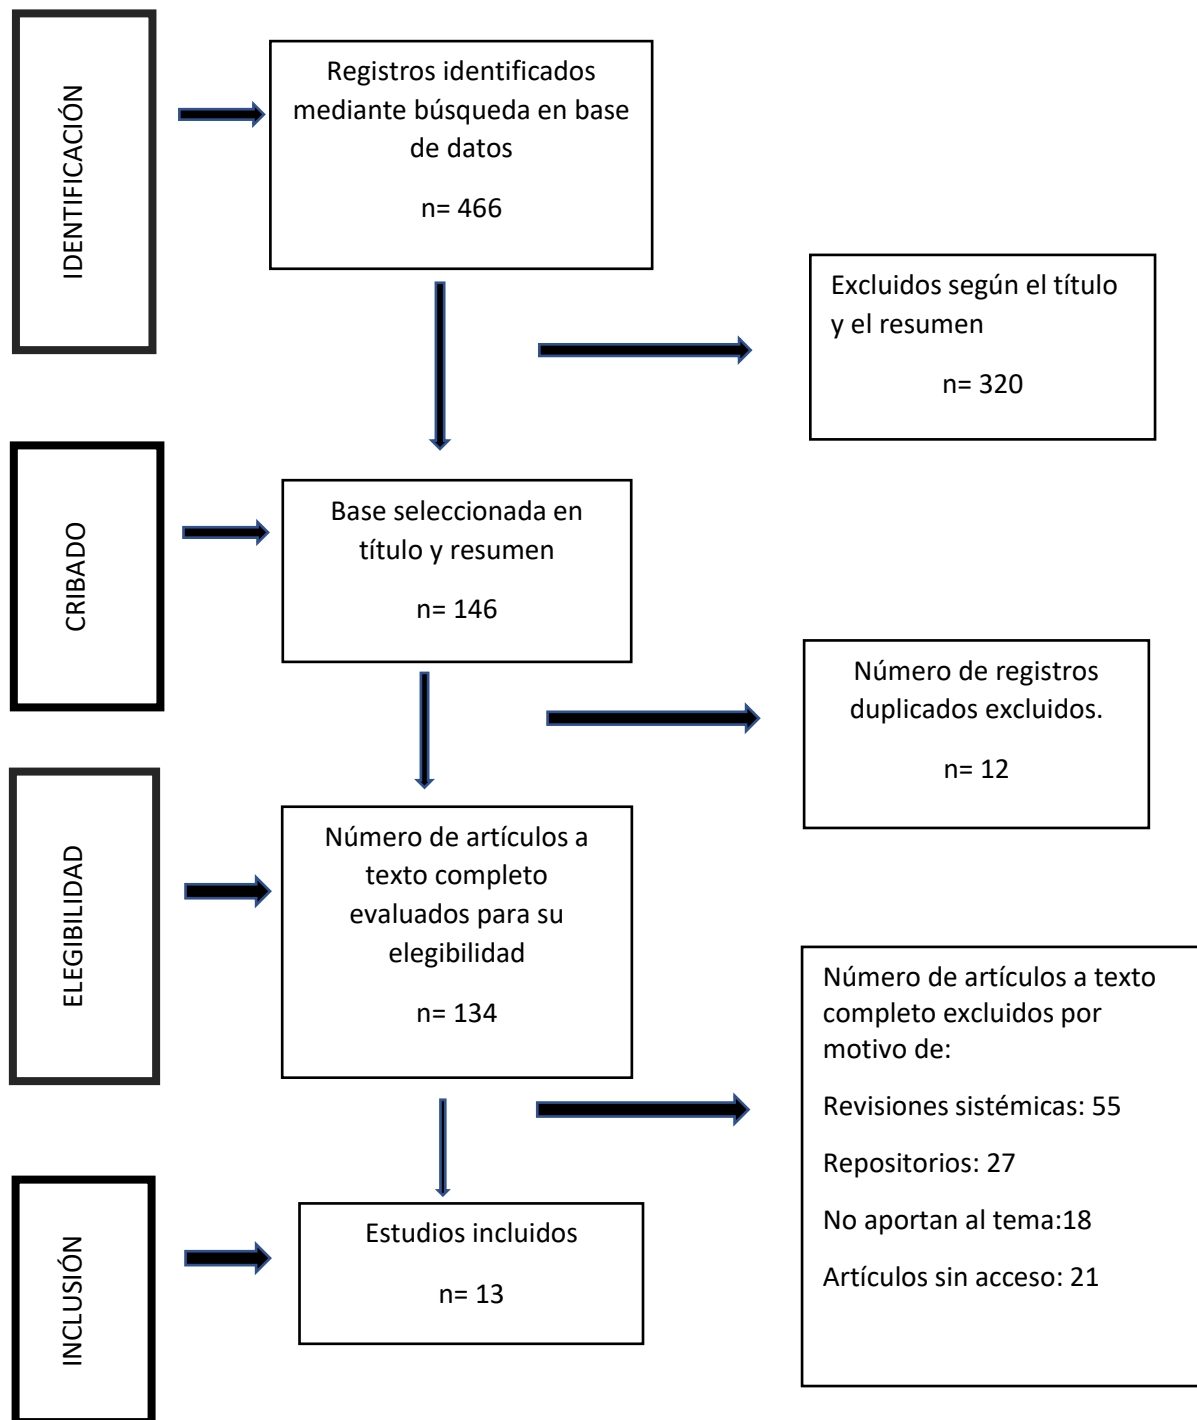 IDENTIFICACIÓN
Registros identificados
mediante búsqueda en base
de datos
n= 466
Excluidos según el título
y el resumen
n= 320
CRIBADO
Base seleccionada en
título y resumen
n= 146
Número de registros
duplicados excluidos.
n= 12
ELEGIBILIDAD
Número de artículos a
texto completo
evaluados para su
elegibilidad
n= 134
Número de artículos a texto
completo excluidos por
motivo de:
Revisiones sistémicas: 55
Repositorios: 27
No aportan al tema:18
Artículos sin acceso: 21
INCLUSIÓN
Estudios incluidos
n= 13